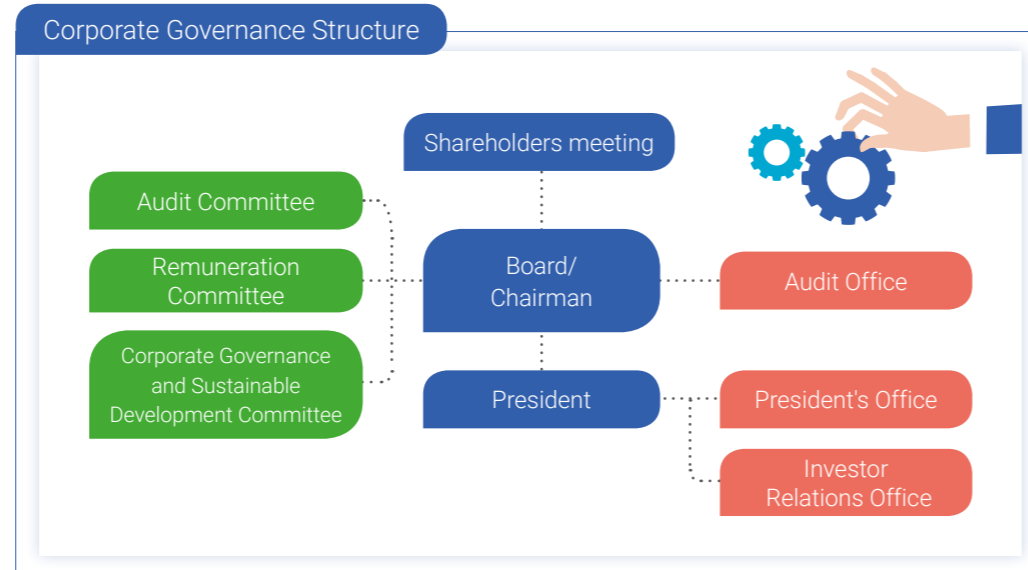 Corporate Governance Structure
Shareholders meeting
Audit Committee
Remuneration
Committee
Corporate Governance
and Sustainable
Development Committee
Board/
Chairman
President
Audit Office
President's Office
Investor
Relations Office